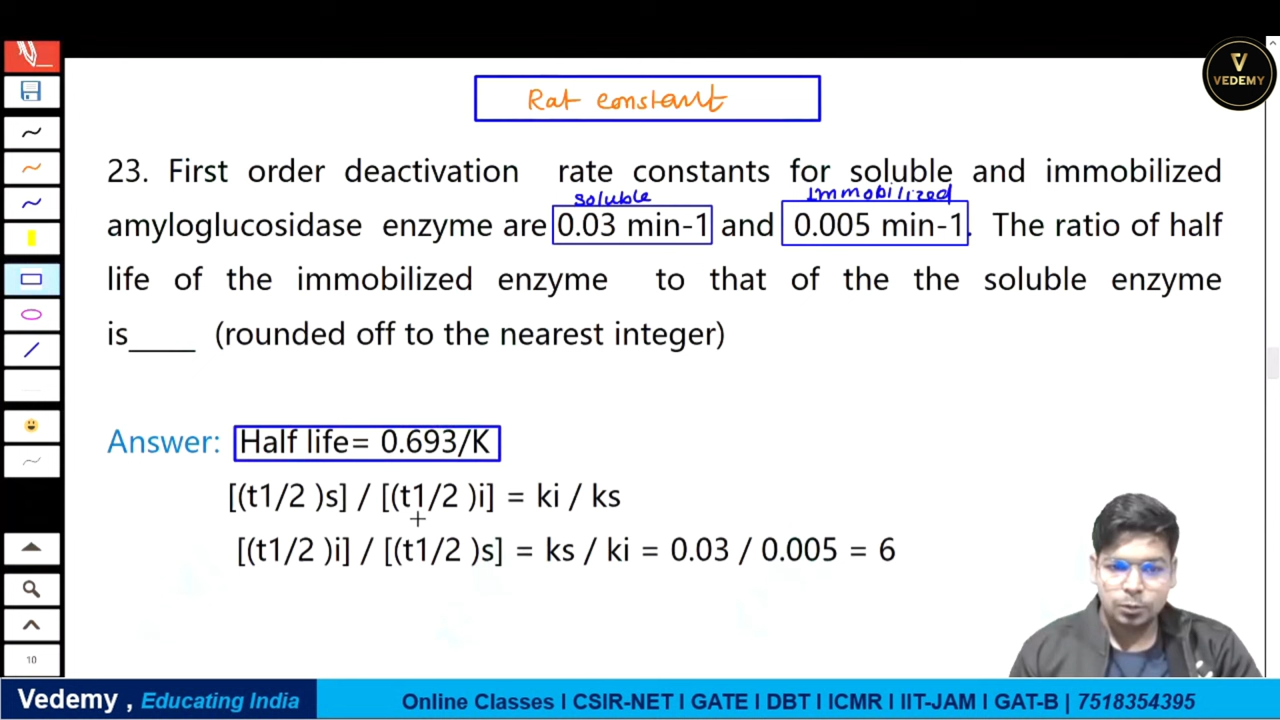 Rat constant
VEDEMY
23. First order deactivation rate constants for soluble and immobilized
soluble Immobilized
amyloglucosidase enzyme are 0.03 min-1 and 0.005 min-1. The ratio of half
life of the immobilized enzyme to that of the the soluble enzyme
is____ (rounded off to the nearest integer)
Answer: Half life= 0.693/K
[(t1/2 )s] / [(t1/2 )i] = ki / ks
[(t1/2 )i] / [(t1/2 )s] = ks / ki = 0.03 / 0.005 = 6
10
Vedemy , Educating India
Online Classes I CSIR-NET I GATE I DBT I ICMR I IIT-JAM I GAT-B | 7518354395